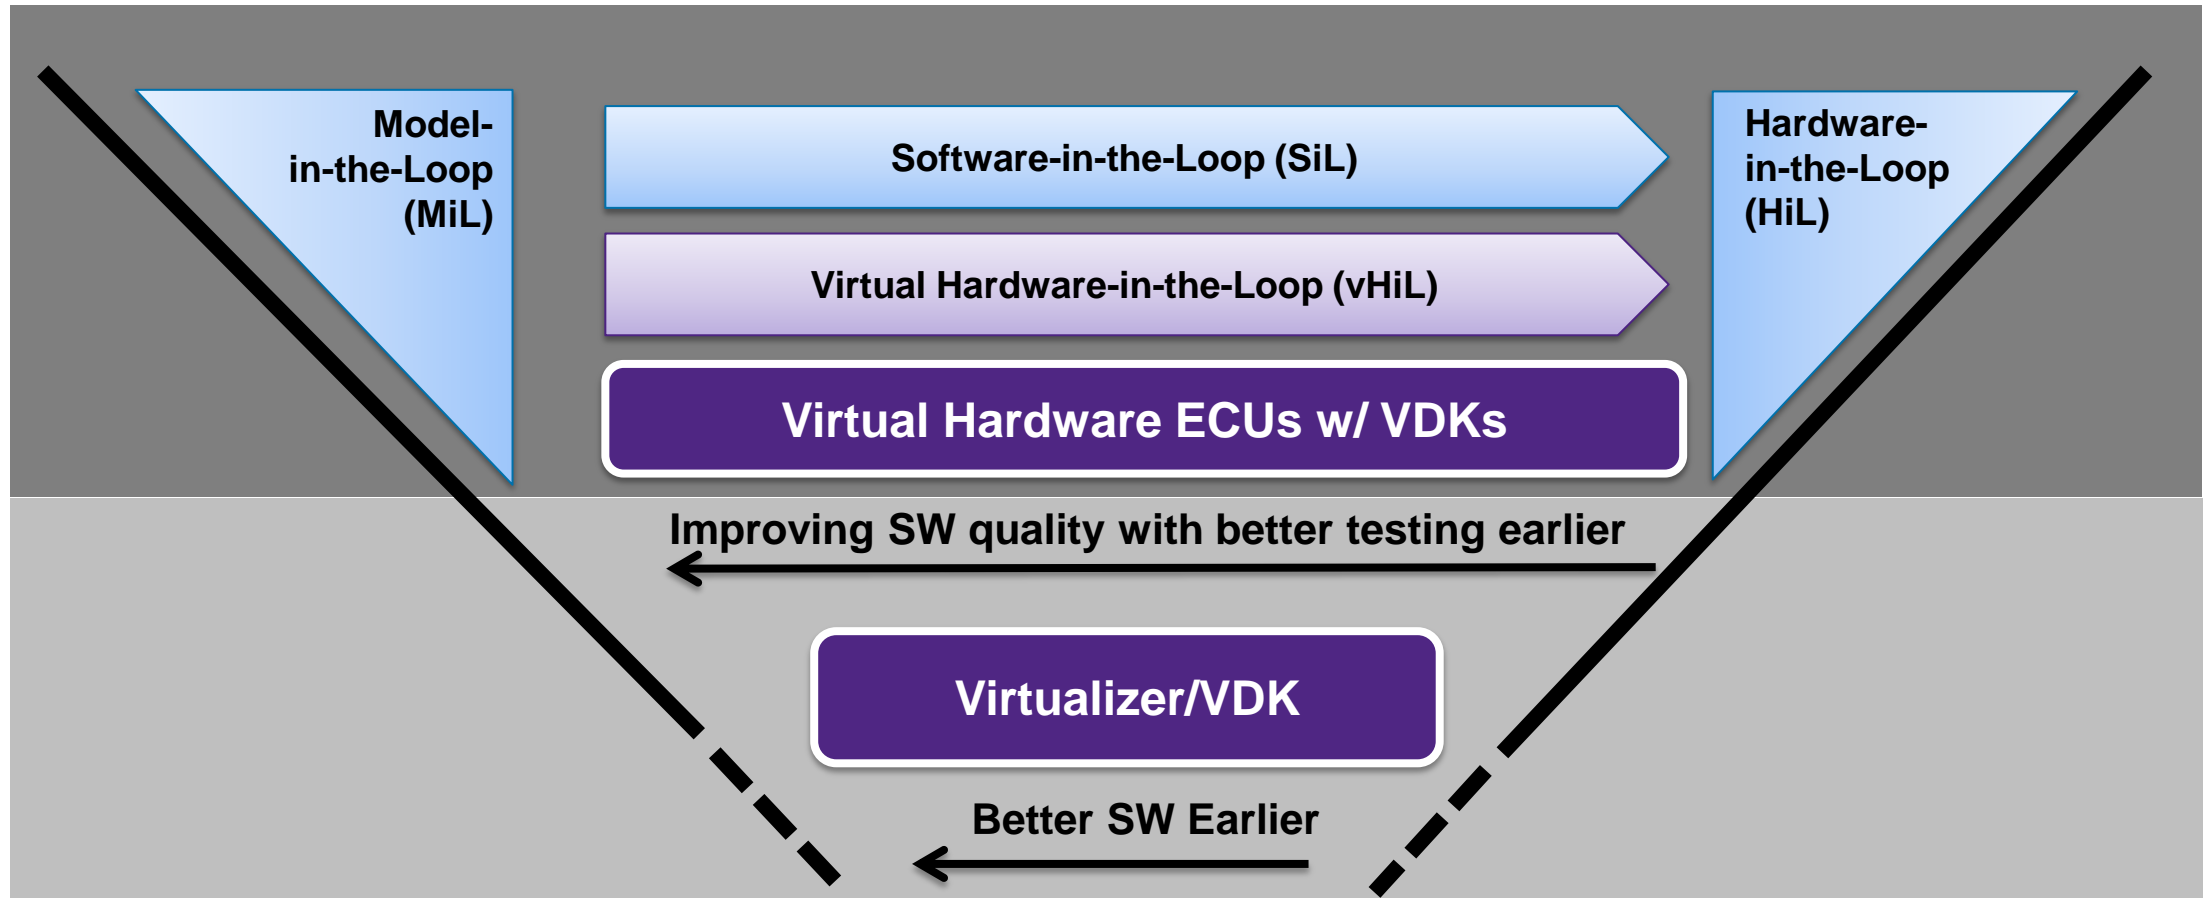 Model-
in-the-Loop
(MiL)
Software-in-the-Loop (SiL)
Hardware-
in-the-Loop
(HiL)
Virtual Hardware-in-the-Loop (vHiL)
Virtual Hardware ECUs w/ VDKs
Improving SW quality with better testing earlier
Virtualizer/VDK
Better SW Earlier